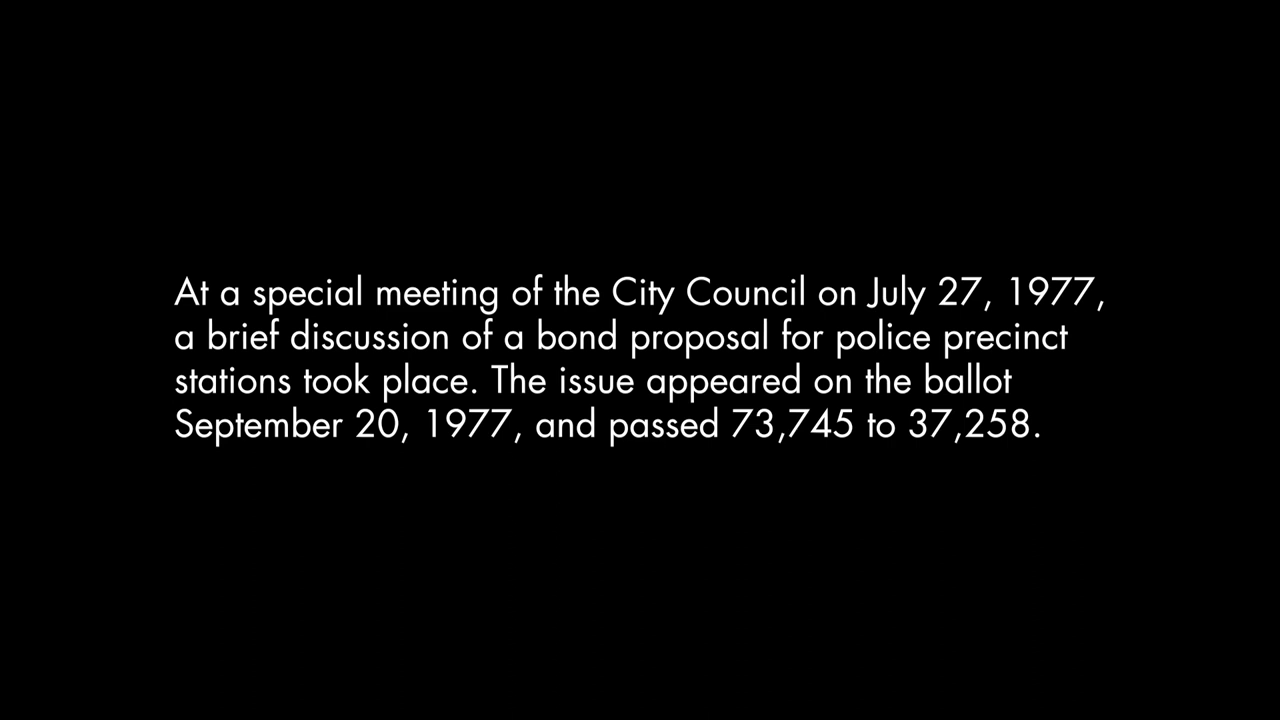 At a special meeting of the City Council on July 27, 1977,
a brief discussion of a bond proposal for police precinct
stations took place. The issue appeared on the ballot
September 20, 1977, and passed 73,745 to 37,258.